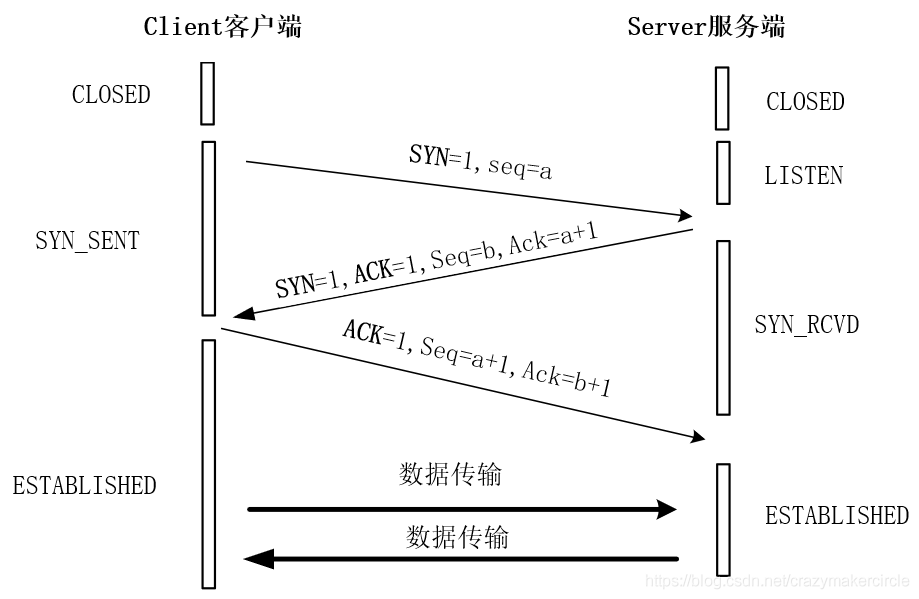 Client客户端
Server服务端
CLOSED
CLOSED
SYN=1,seq=a
LISTEN
SYN_SENT
SYN=1,ACK=1,Seq=b,Ack=a+1
SYN_RCVD
ACK=1,Seq=a+1,Ack=b+1
数据传输
ESTABLISHED
ESTABLISHED
数据传输
https://blog.csdn.net/crazymakercircle